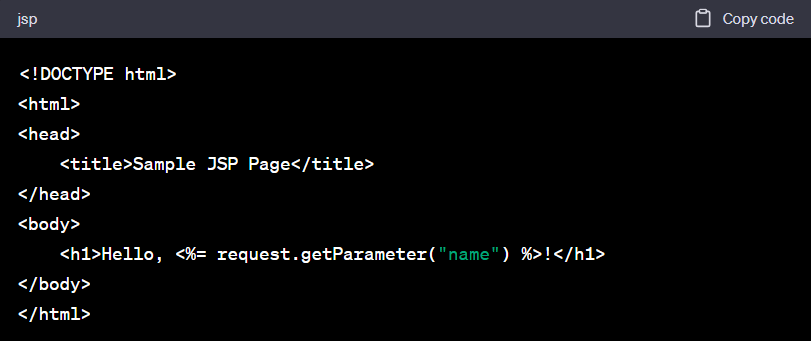 jsp
Copy code
<!DOCTYPE html>
<html>
<head>
    <title>Sample JSP Page</title>
</head>
<body>
    <h1>Hello, <%= request.getParameter("name") %>!</h1>
</body>
</html>